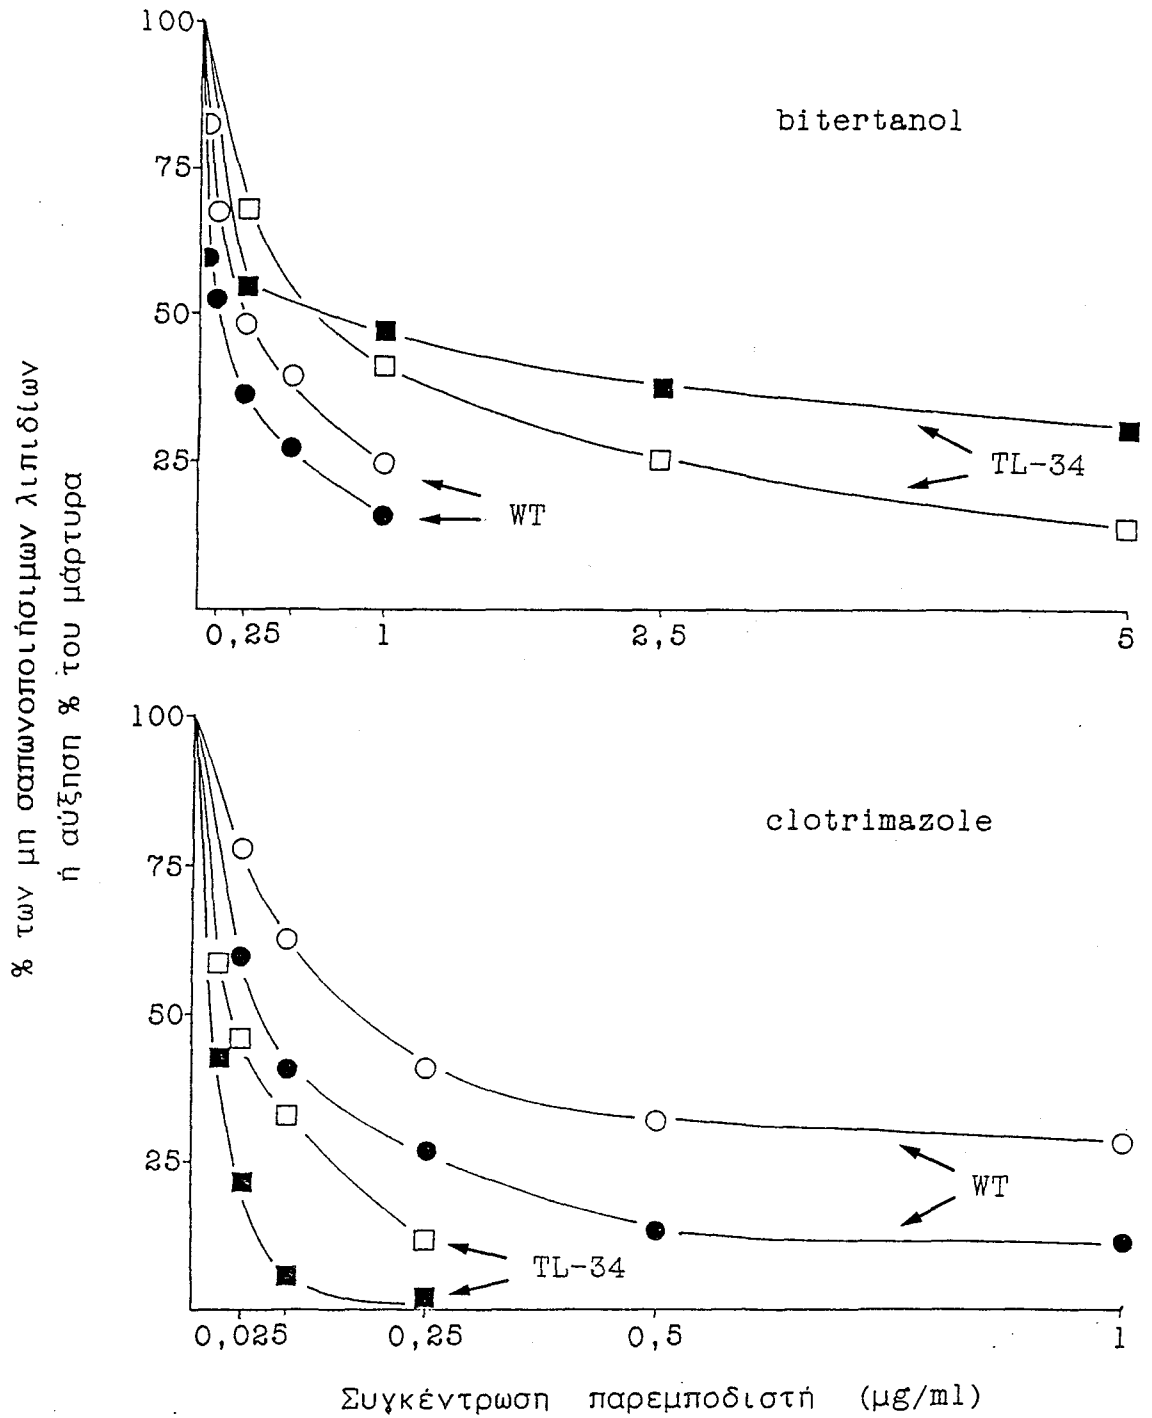 % των μη σαπωνοποιήσιμων λιπιδίων
ή αύξηση % του μάρτυρα
100
75
50
25
bitertanol
TL-34
WT
0,25 1 2,5 5
100
75
50
25
clotrimazole
WT
TL-34
0,025 0,25 0,5 1
Συγκέντρωση παρεμποδιστή (μg/ml)